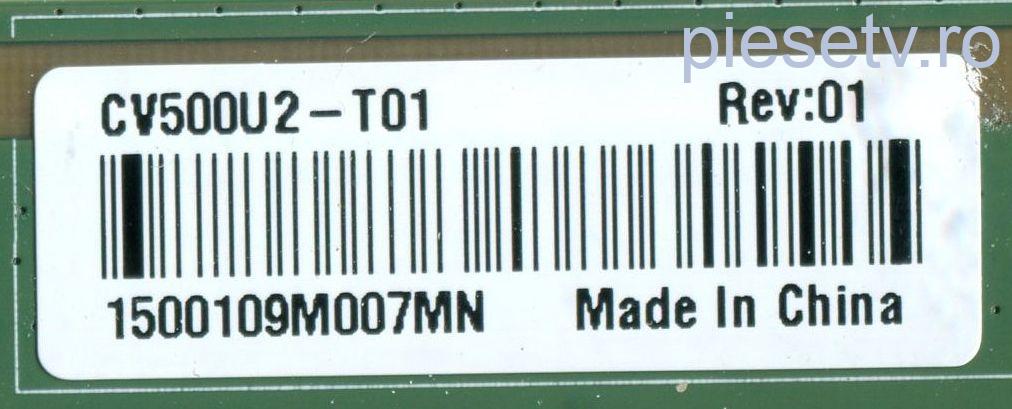 piesetv.ro
CV500U2-T01 Rev:01
1500109M007MN Made In China